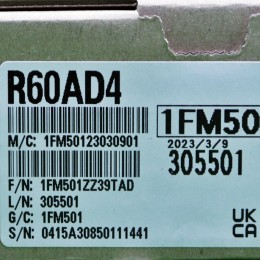 R60AD4
M/C: 1FM50123030901
1FM50
2023/3/9
305501
F/N: 1FM501ZZ39TAD
L/N: 305501
G/C: 1FM501
S/N: 0415A30850111441
UK
CA